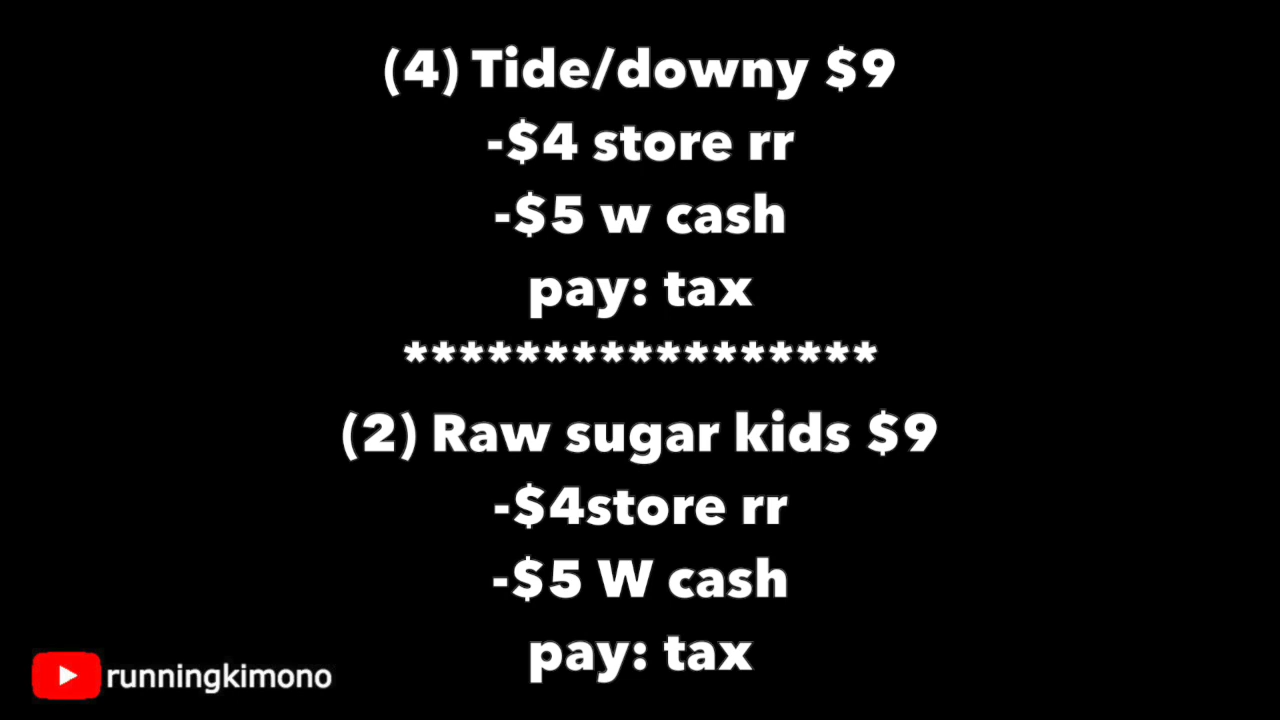 (4) Tide/downy $9
-$4 store rr
-$5 w cash
pay: tax
*****************
(2) Raw sugar kids $9
-$4store rr
-$5 W cash
pay: tax
runningkimono